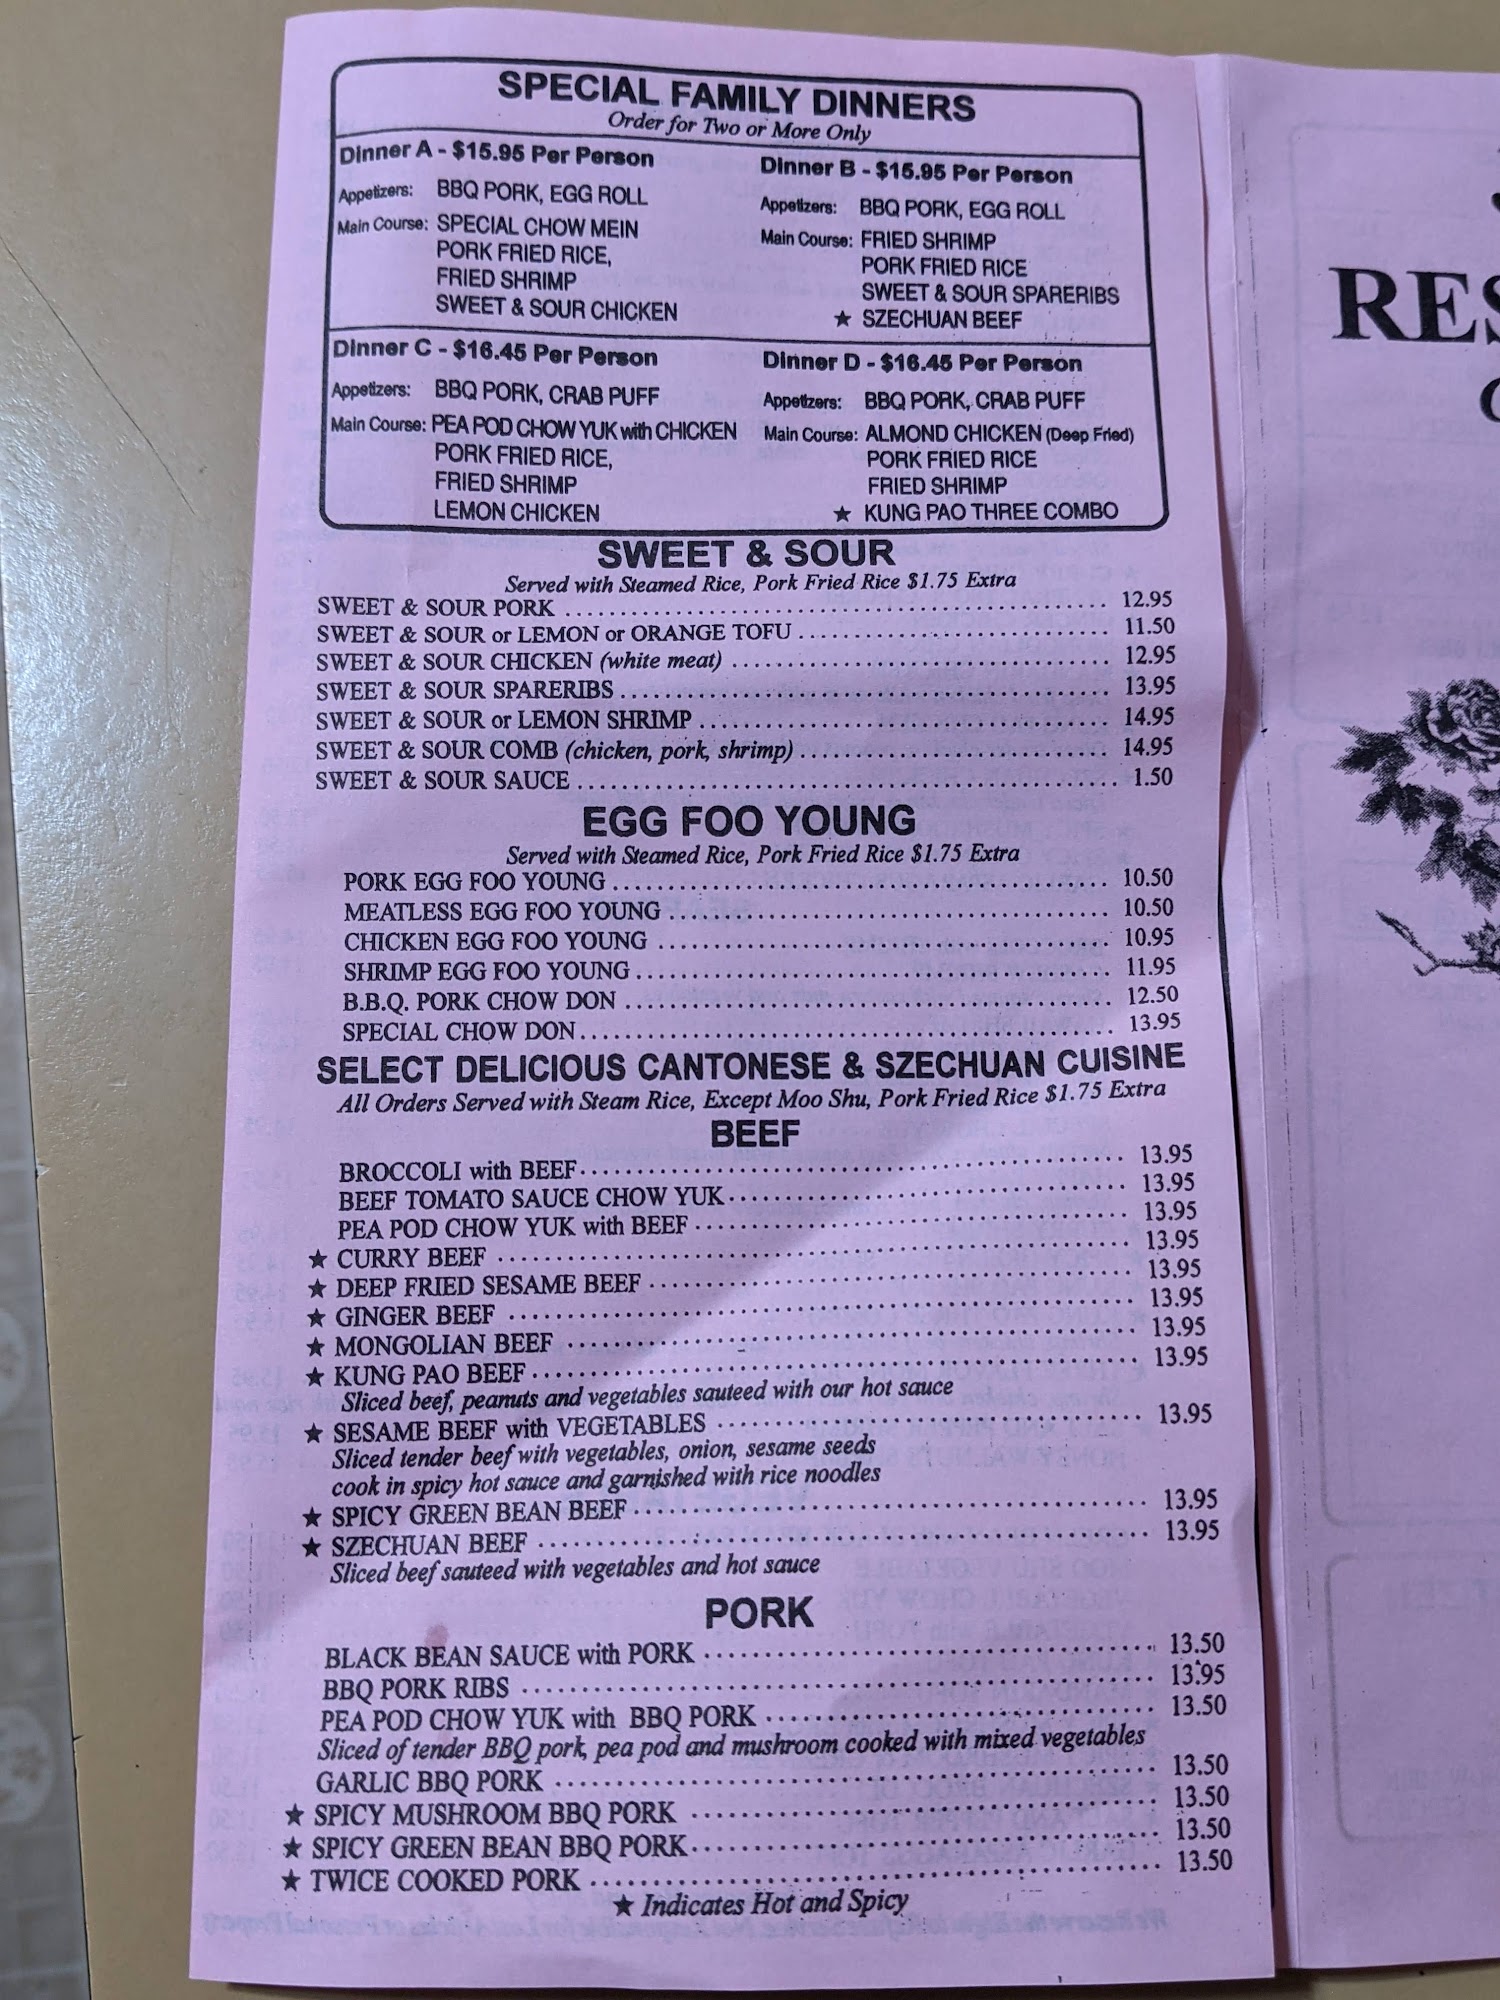 SPECIAL FAMILY DINNERS
Order for Two or More Only
Dinner A - $15.95 Per Person
Appetizers: BBQ PORK, EGG ROLL
Main Course: SPECIAL CHOW MEIN
PORK FRIED RICE,
FRIED SHRIMP
SWEET & SOUR CHICKEN
Dinner B - $15.95 Per Person
Appetizers: BBQ PORK, EGG ROLL
Main Course: FRIED SHRIMP
PORK FRIED RICE
SWEET & SOUR SPARERIBS
★ SZECHUAN BEEF
Dinner C - $16.45 Per Person
Appetizers: BBQ PORK, CRAB PUFF
Main Course: PEA POD CHOW YUK with CHICKEN
PORK FRIED RICE,
FRIED SHRIMP
LEMON CHICKEN
Dinner D - $16.45 Per Person
Appetizers: BBQ PORK, CRAB PUFF
Main Course: ALMOND CHICKEN (Deep Fried)
PORK FRIED RICE
FRIED SHRIMP
★ KUNG PAO THREE COMBO
SWEET & SOUR
Served with Steamed Rice, Pork Fried Rice $1.75 Extra
SWEET & SOUR PORK 12.95
SWEET & SOUR or LEMON or ORANGE TOFU 11.50
SWEET & SOUR CHICKEN (white meat) 12.95
SWEET & SOUR SPARERIBS 13.95
SWEET & SOUR or LEMON SHRIMP 14.95
SWEET & SOUR COMB (chicken, pork, shrimp) 14.95
SWEET & SOUR SAUCE 1.50
EGG FOO YOUNG
Served with Steamed Rice, Pork Fried Rice $1.75 Extra
PORK EGG FOO YOUNG 10.50
MEATLESS EGG FOO YOUNG 10.50
CHICKEN EGG FOO YOUNG 10.95
SHRIMP EGG FOO YOUNG 11.95
B.B.Q. PORK CHOW DON 12.50
SPECIAL CHOW DON 13.95
SELECT DELICIOUS CANTONESE & SZECHUAN CUISINE
All Orders Served with Steam Rice, Except Moo Shu, Pork Fried Rice $1.75 Extra
BEEF
BROCCOLI with BEEF 13.95
BEEF TOMATO SAUCE CHOW YUK 13.95
PEA POD CHOW YUK with BEEF 13.95
★ CURRY BEEF 13.95
★ DEEP FRIED SESAME BEEF 13.95
★ GINGER BEEF 13.95
★ MONGOLIAN BEEF 13.95
★ KUNG PAO BEEF 13.95
Sliced beef, peanuts and vegetables sauteed with our hot sauce
★ SESAME BEEF with VEGETABLES 13.95
Sliced tender beef with vegetables, onion, sesame seeds
cook in spicy hot sauce and garnished with rice noodles
★ SPICY GREEN BEAN BEEF 13.95
★ SZECHUAN BEEF 13.95
Sliced beef sauteed with vegetables and hot sauce
PORK
BLACK BEAN SAUCE with PORK 13.50
BBQ PORK RIBS 13.95
PEA POD CHOW YUK with BBQ PORK 13.50
Sliced of tender BBQ pork, pea pod and mushroom cooked with mixed vegetables
GARLIC BBQ PORK 13.50
★ SPICY MUSHROOM BBQ PORK 13.50
★ SPICY GREEN BEAN BBQ PORK 13.50
★ TWICE COOKED PORK 13.50
★ Indicates Hot and Spicy
RES